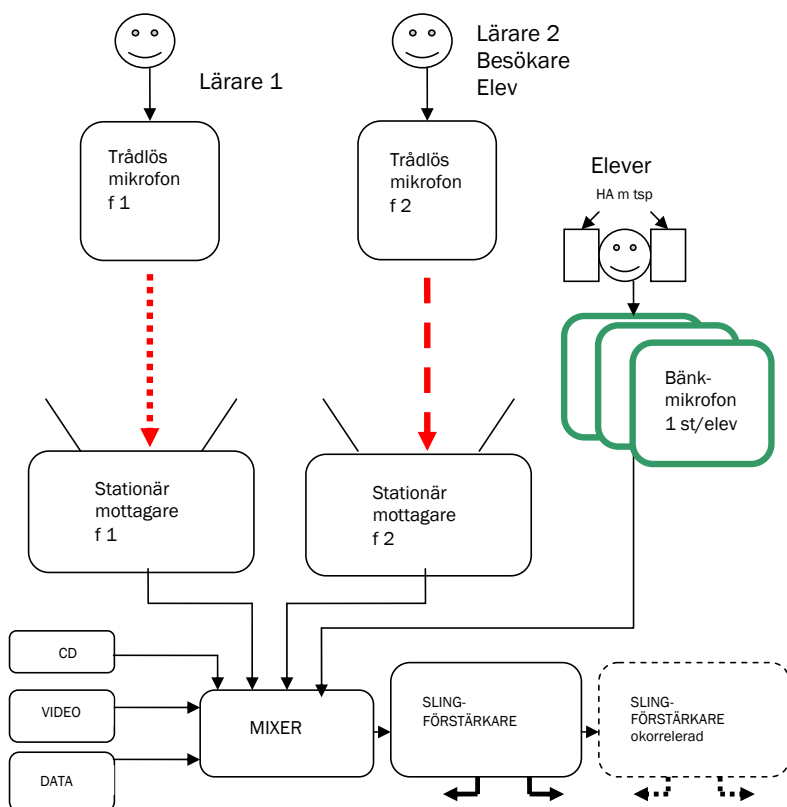 Lärare 1
Lärare 2
Besökare
Elev
Trådlös
mikrofon
f 1
Trådlös
mikrofon
f 2
Elever
HA m tsp
Bänk-
mikrofon
1 st/elev
Stationär
mottagare
f 1
Stationär
mottagare
f 2
CD
VIDEO
DATA
MIXER
SLING-
FÖRSTÄRKARE
SLING-
FÖRSTÄRKARE
okorrelerad